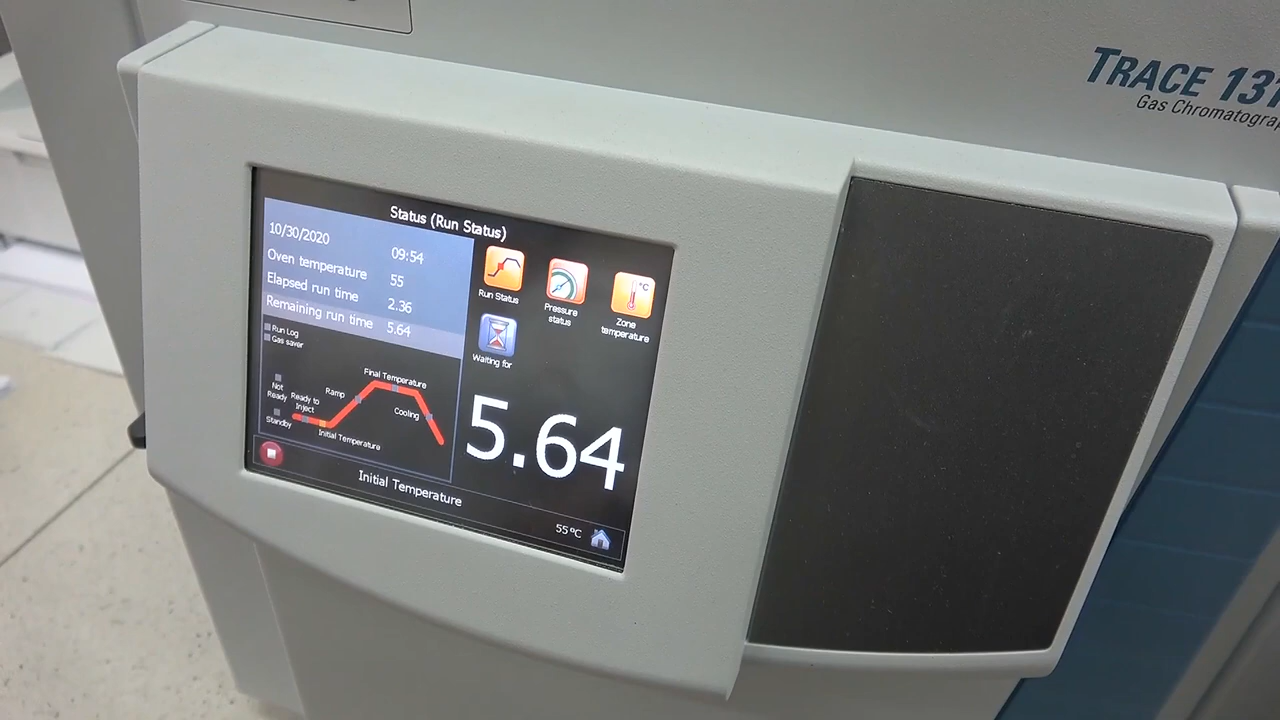 TRACE 131
Gas Chromatograp
Status (Run Status)
10/30/2020 09:54
Oven temperature 55
Elapsed run time 2.36
Remaining run time 5.64
Run Log
Gas saver
Not
Ready
Standby
Ready to
Inject
Initial Temperature
Ramp
Final Temperature
Cooling
Run Status
Pressure
status
°C
Zone
temperature
Waiting for
5.64
Initial Temperature
55 ºC